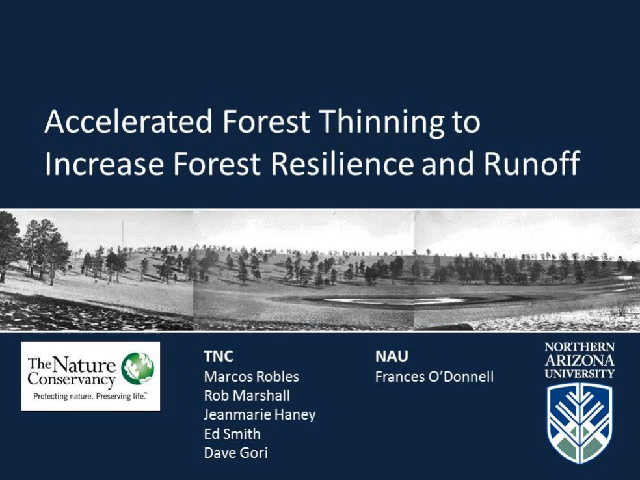 Accelerated Forest Thinning to
Increase Forest Resilience and Runoff
The Nature
Conservancy
Protecting nature. Preserving life.™
TNC
Marcos Robles
Rob Marshall
Jeanmarie Haney
Ed Smith
Dave Gori
NAU
Frances O’Donnell
NORTHERN
ARIZONA
UNIVERSITY